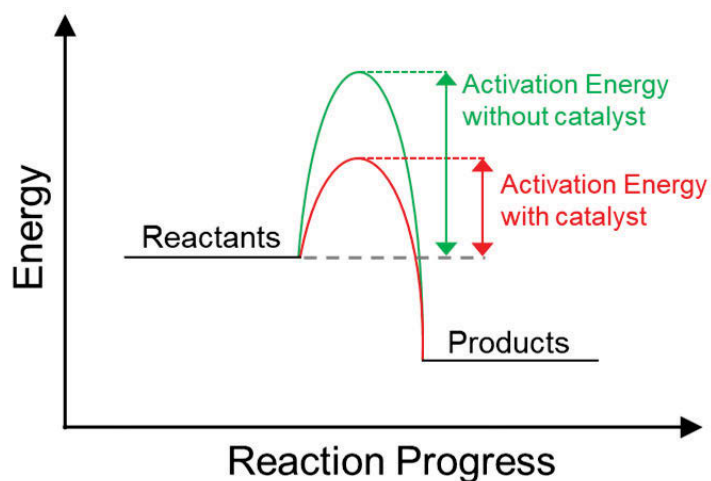 Activation Energy
without catalyst
Activation Energy
with catalyst
Reactants
Products
Energy
Reaction Progress